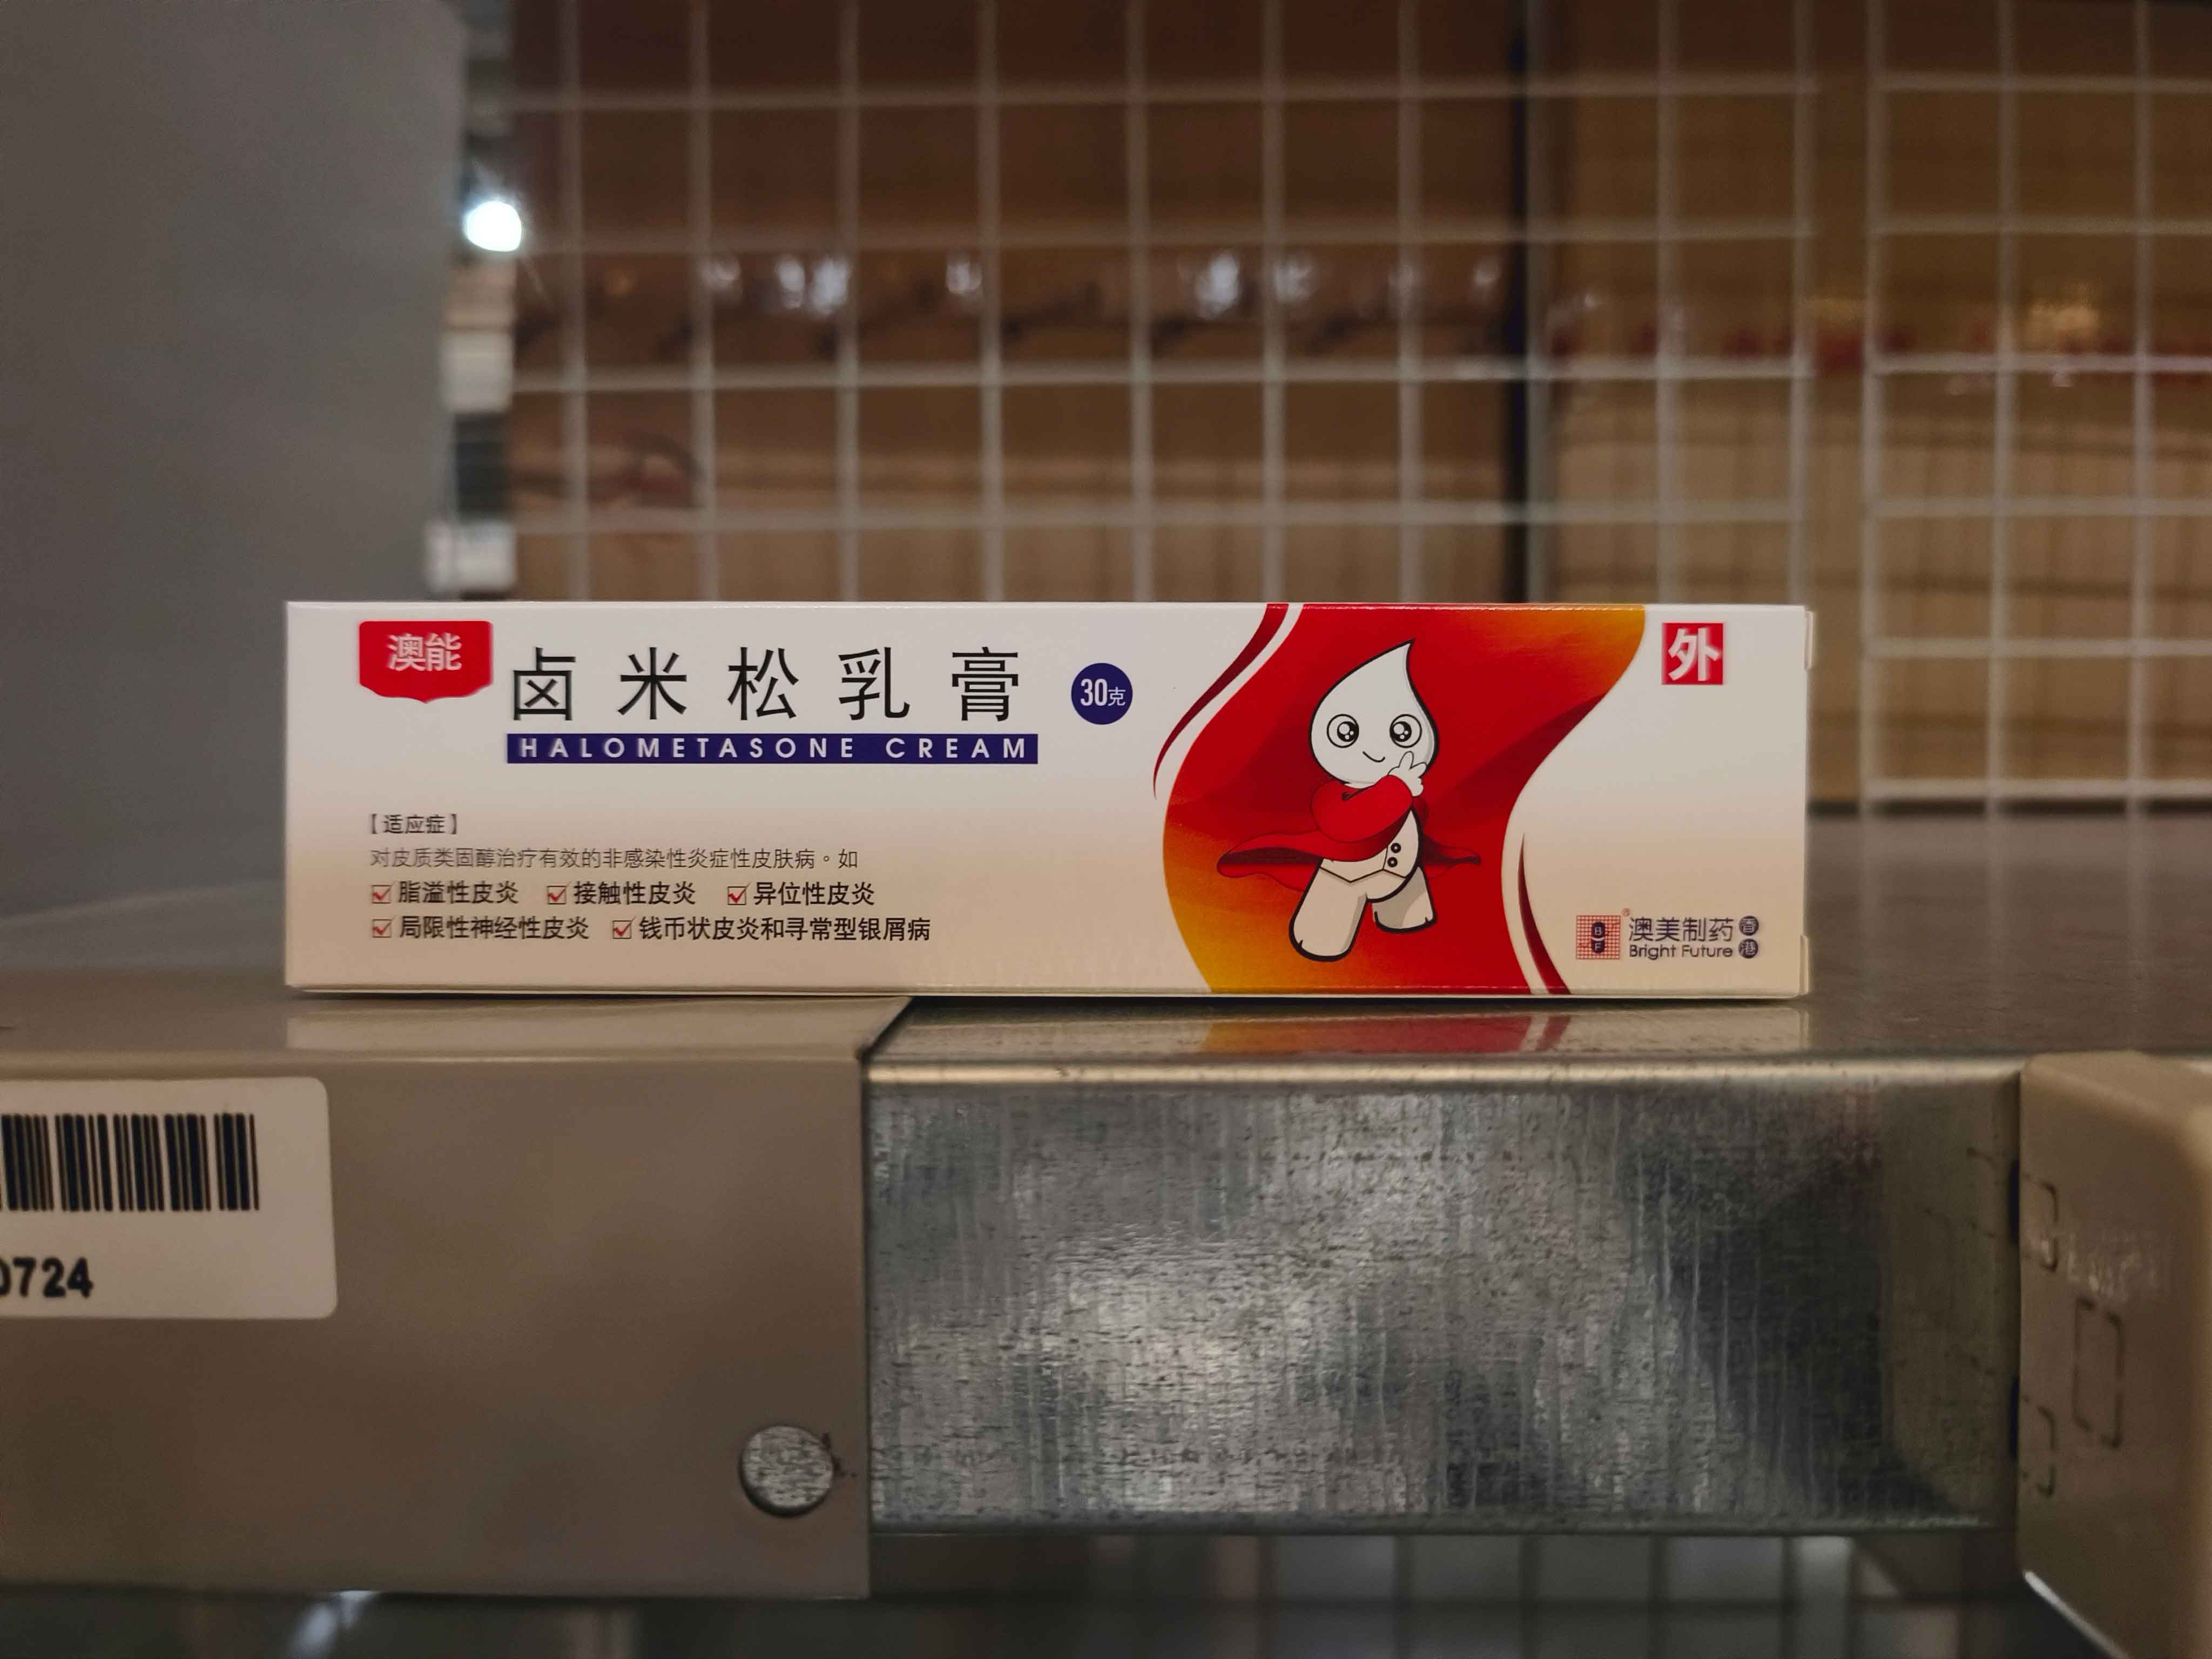 澳能
卤米松乳膏
30克
外
HALOMETASONE CREAM
【适应症】
对皮质类固醇治疗有效的非感染性炎症性皮肤病。如
脂溢性皮炎 接触性皮炎 异位性皮炎
局限性神经性皮炎 钱币状皮炎和寻常型银屑病
BF
®
澳美制药 香港
Bright Future
0724